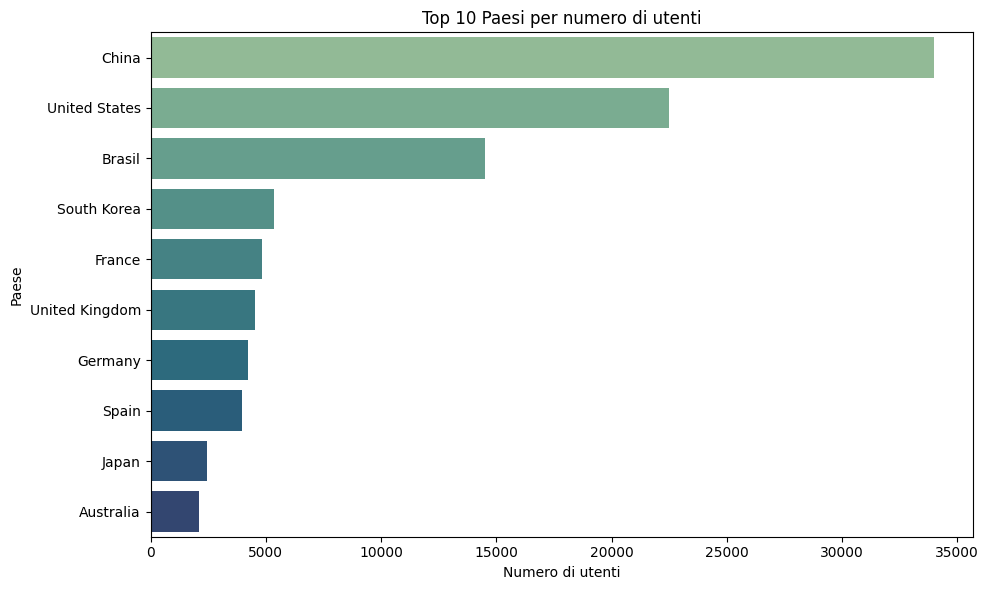 Top 10 Paesi per numero di utenti
Paese
China
United States
Brasil
South Korea
France
United Kingdom
Germany
Spain
Japan
Australia
0 5000 10000 15000 20000 25000 30000 35000
Numero di utenti